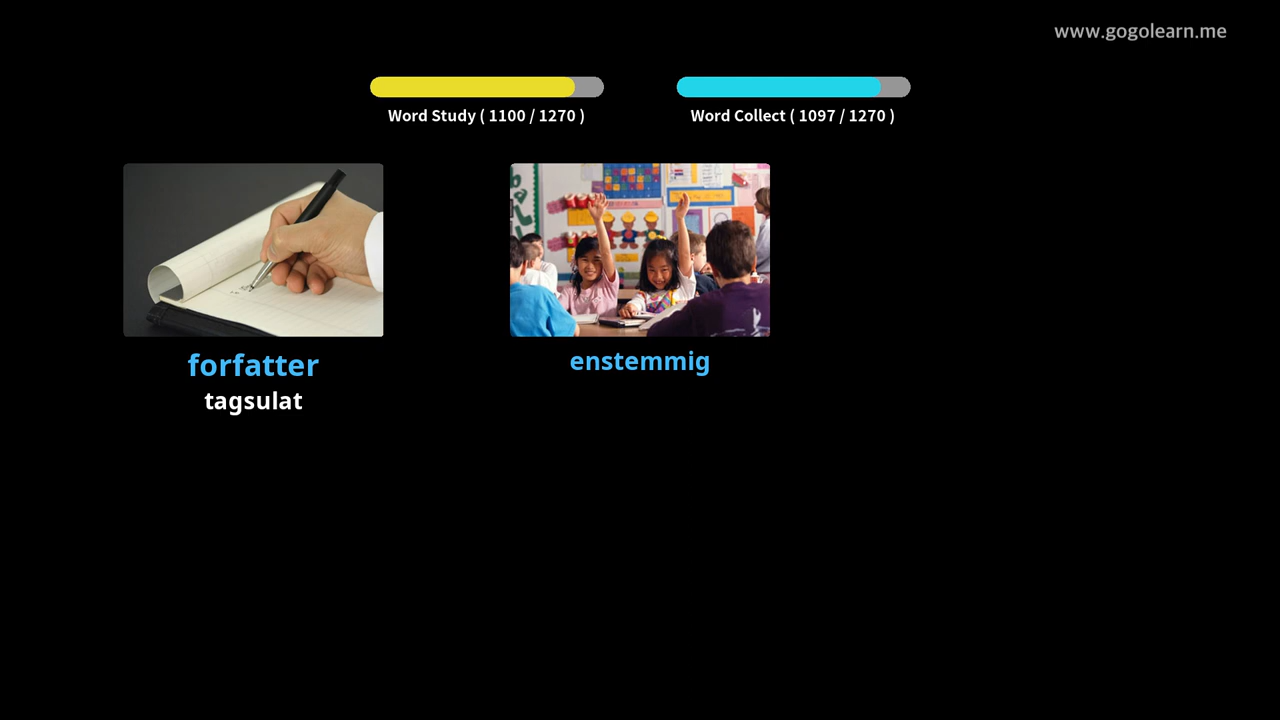 www.gogolearn.me
Word Study ( 1100 / 1270 )
Word Collect ( 1097 / 1270 )
forfatter
tagsulat
enstemmig